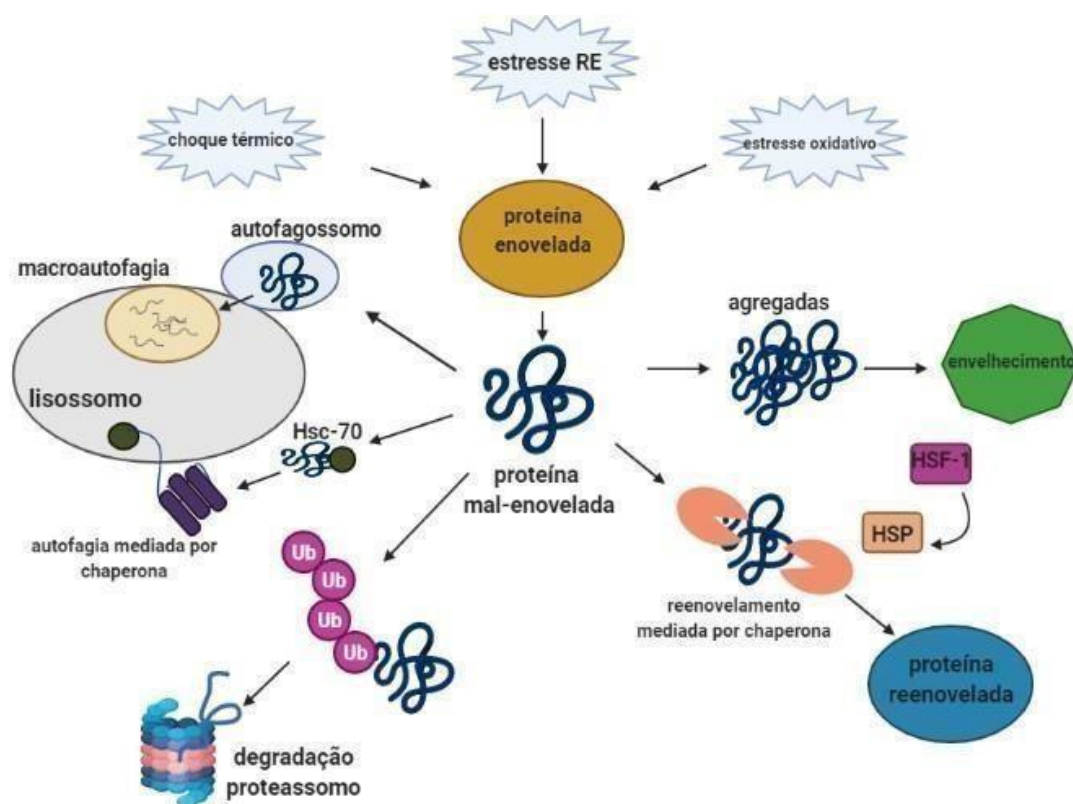 estresse RE
choque térmico
estresse oxidativo
proteína
enovelada
autofagossomo
macroautofagia
agregadas
envelhecimento
lisossomo
Hsc-70
HSF-1
proteína
mal-enovelada
HSP
autofagia mediada por
chaperona
Ub
Ub
Ub
Ub
reenovelamento
mediada por chaperona
proteína
reenovelada
degradação
proteassomo